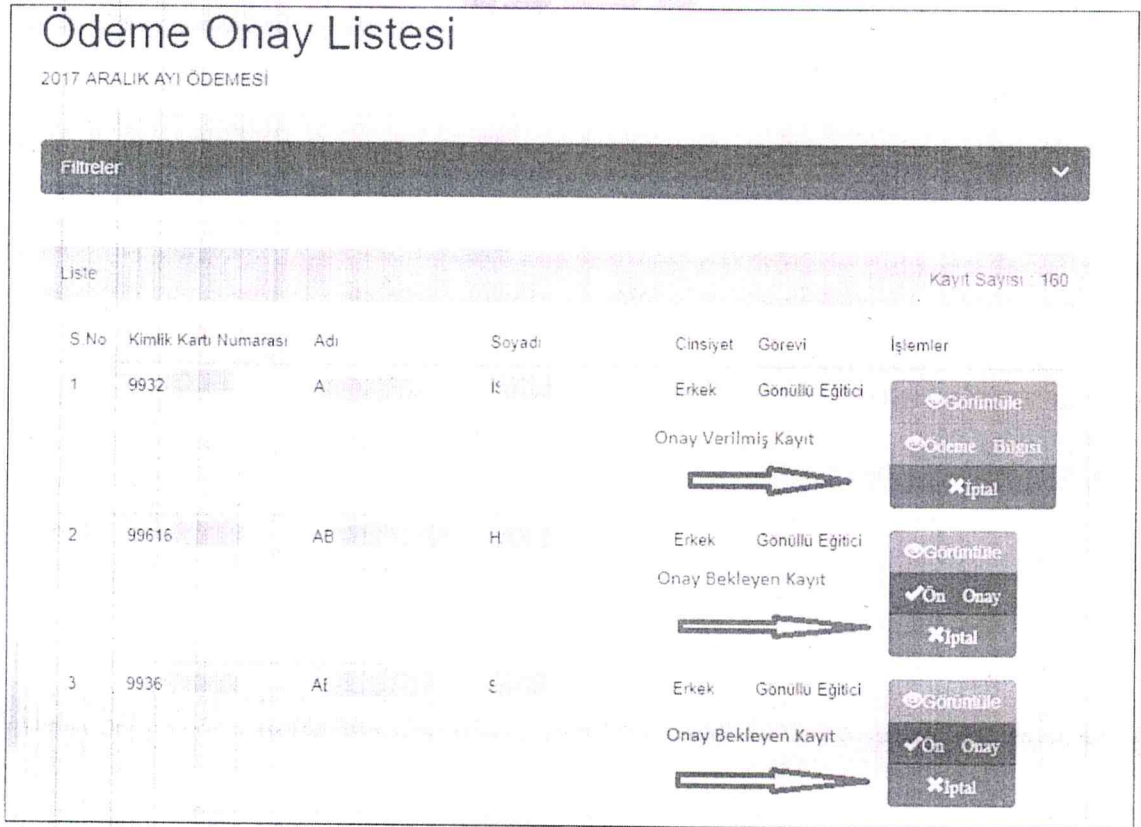 Ödeme Onay Listesi
2017 ARALIK AYI ÖDEMESİ
Filtreler
Liste
Kayıt Sayısı 160
S.No Kimlik Kartı Numarası Adı Soyadı Cinsiyet Görevi İşlemler
1 9932 A İS Erkek Gönüllü Eğitici
Görüntüle
Onay Verilmiş Kayıt
Ödeme Bilgisi
İptal
2 99616 AB H Erkek Gönüllü Eğitici
Görüntüle
Onay Bekleyen Kayıt
Ön Onay
İptal
3 9936 AE S Erkek Gönüllü Eğitici
Görüntüle
Onay Bekleyen Kayıt
Ön Onay
İptal